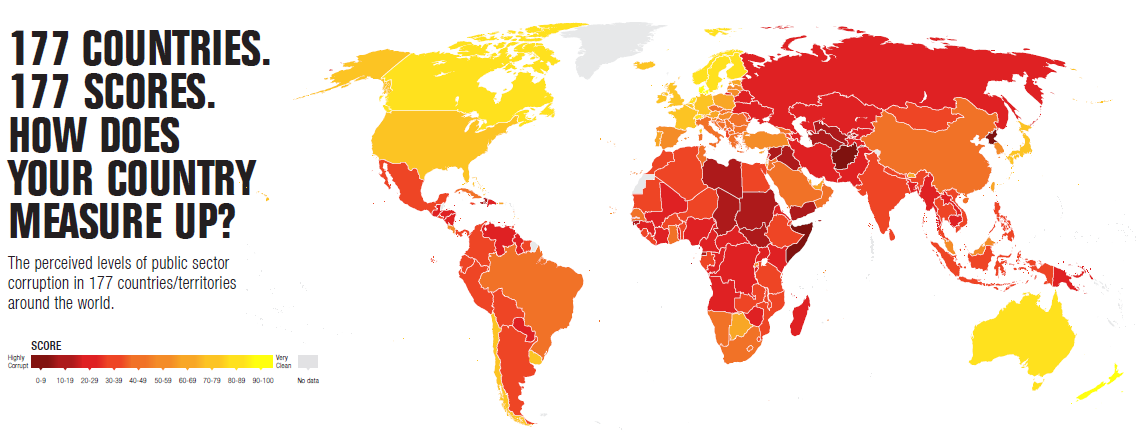 177 COUNTRIES.
177 SCORES.
HOW DOES
YOUR COUNTRY
MEASURE UP?
The perceived levels of public sector
corruption in 177 countries/territories
around the world.
SCORE
Highly
Corrupt
Very
Clean
0-9 10-19 20-29 30-39 40-49 50-59 60-69 70-79 80-89 90-100 No data